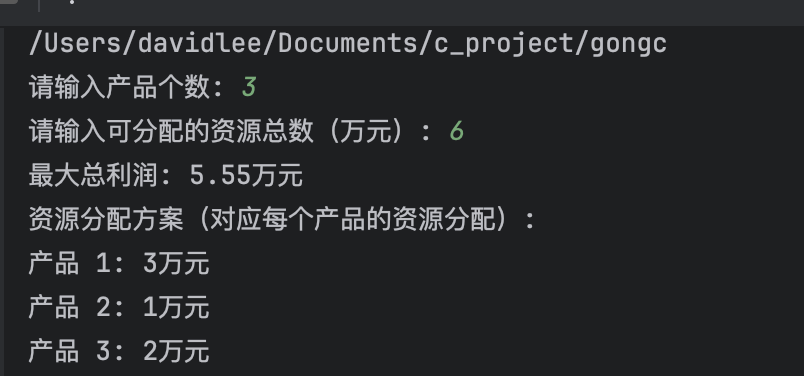 /Users/davidlee/Documents/c_project/gongc
请输入产品个数: 3
请输入可分配的资源总数（万元）: 6
最大总利润: 5.55万元
资源分配方案（对应每个产品的资源分配）:
产品 1: 3万元
产品 2: 1万元
产品 3: 2万元